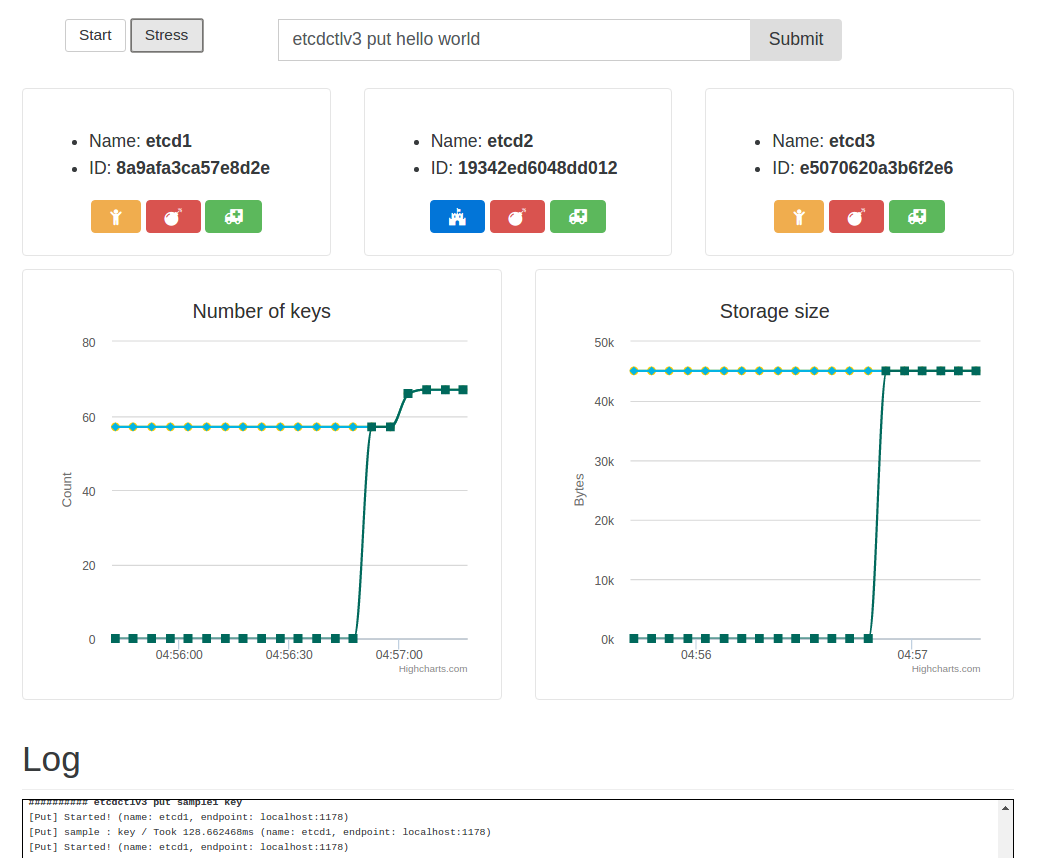 Start Stress etcdctlv3 put hello world Submit
Name: etcd1
ID: 8a9afa3ca57e8d2e
Name: etcd2
ID: 19342ed6048dd012
Name: etcd3
ID: e5070620a3b6f2e6
Number of keys
80
60
40
20
0
Count
04:56:00 04:56:30 04:57:00
Highcharts.com
Storage size
50k
40k
30k
20k
10k
0k
Bytes
04:56 04:57
Highcharts.com
Log
########## etcdctlv3 put sample1 key
[Put] Started! (name: etcd1, endpoint: localhost:1178)
[Put] sample : key / Took 128.662468ms (name: etcd1, endpoint: localhost:1178)
[Put] Started! (name: etcd1, endpoint: localhost:1178)